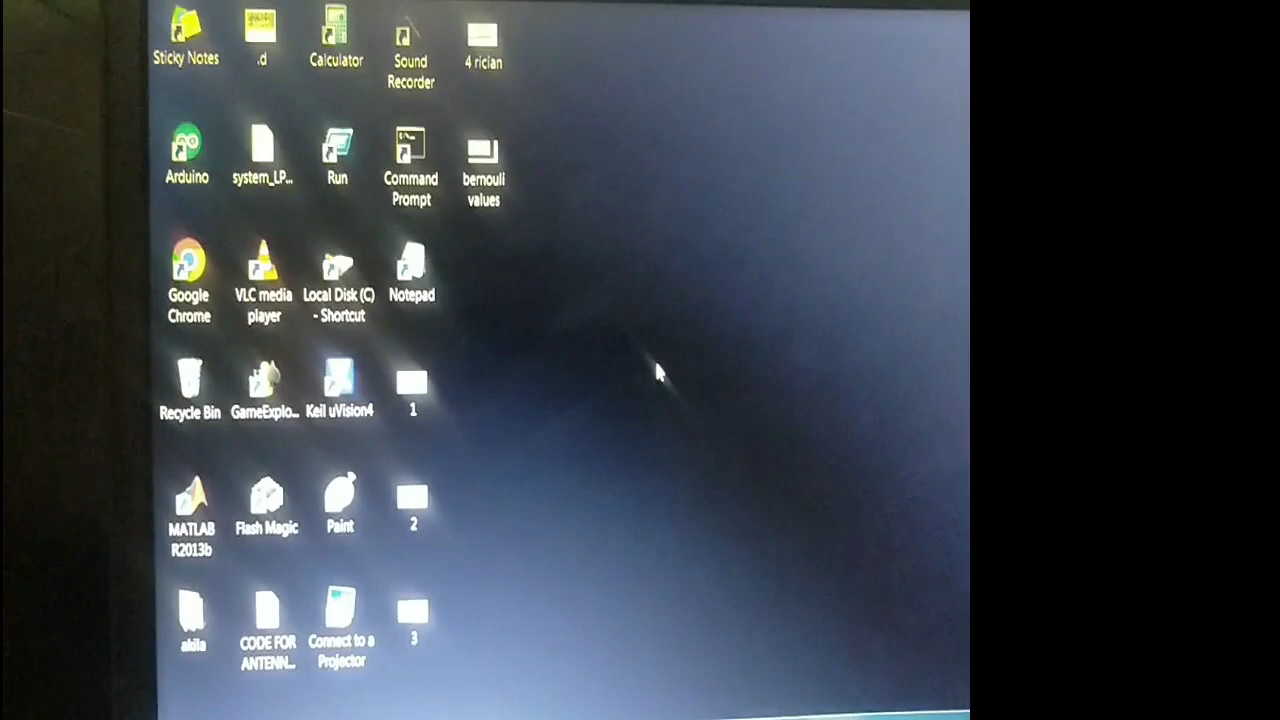 Sticky Notes
.d
Calculator
Sound
Recorder
4 rician
Arduino
system_LP...
Run
Command
Prompt
bernouli
values
Google
Chrome
VLC media
player
Local Disk (C)
- Shortcut
Notepad
Recycle Bin
GameExplo...
Keil uVision4
1
MATLAB
R2013b
Flash Magic
Paint
2
akila
CODE FOR
ANTENN...
Connect to a
Projector
3